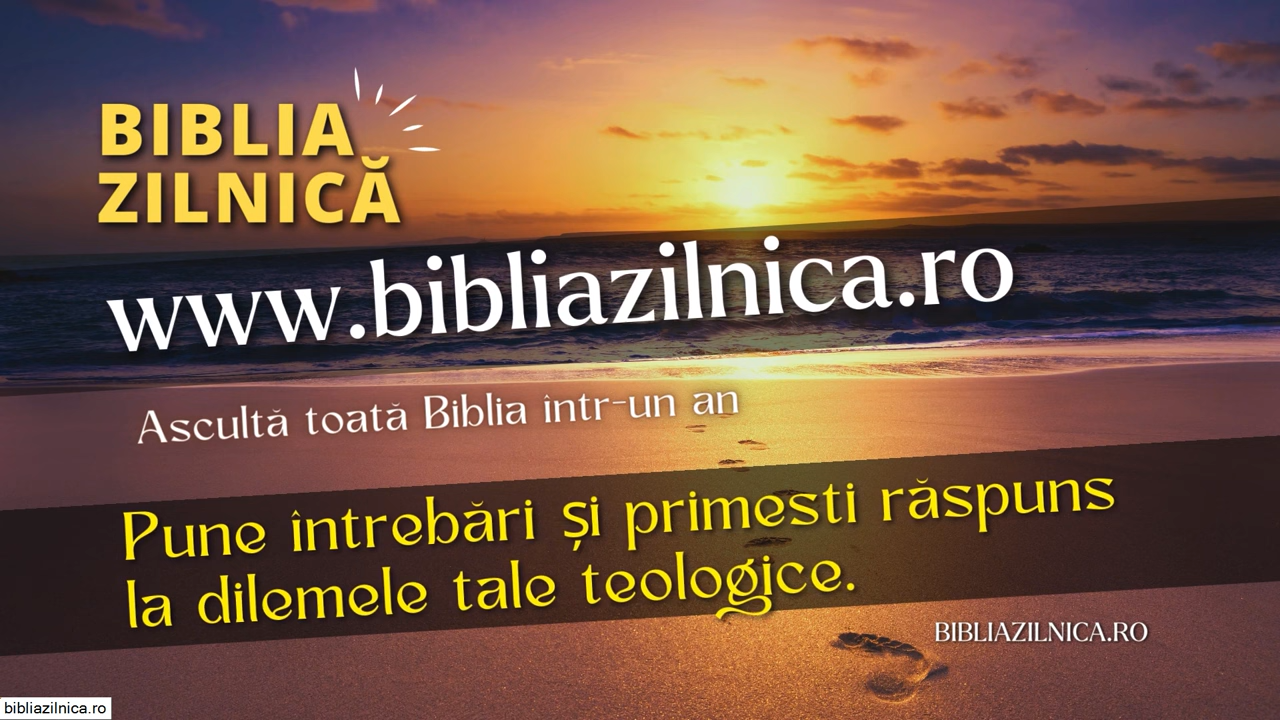 BIBLIA
ZILNICĂ
www.bibliazilnica.ro
Ascultă toată Biblia într-un an
Pune întrebări și primesti răspuns
la dilemele tale teologice.
BIBLIAZILNICA.RO
bibliazilnica.ro